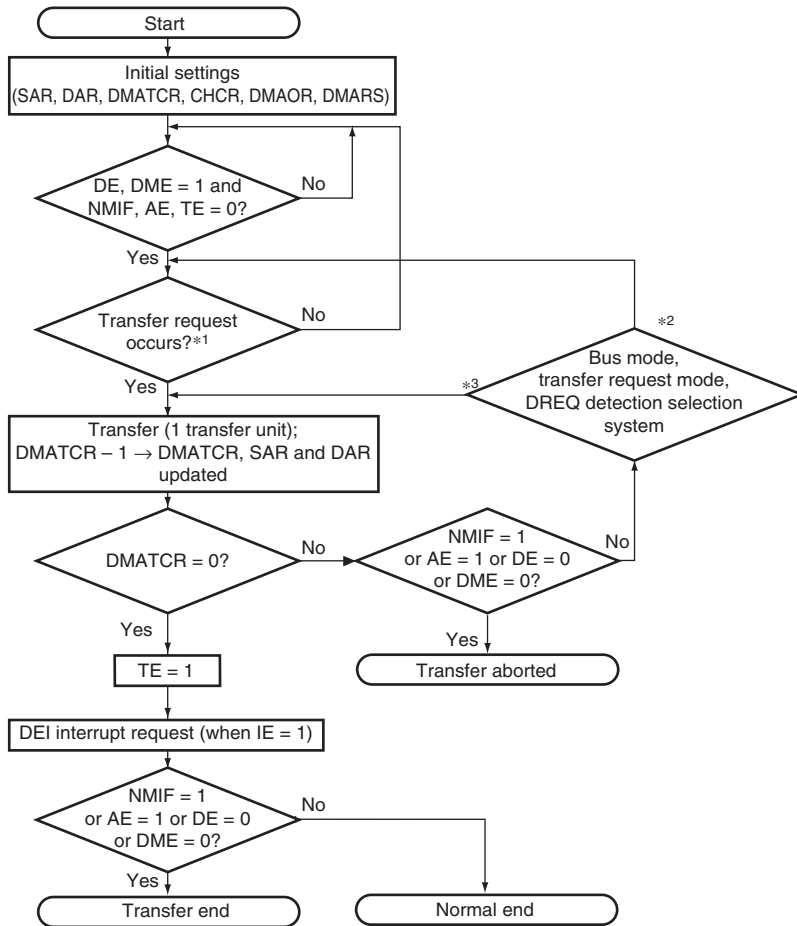 Start
Initial settings
(SAR, DAR, DMATCR, CHCR, DMAOR, DMARS)
DE, DME = 1 and
NMIF, AE, TE = 0?
No
Yes
Transfer request
occurs?*1
No
Yes
*2
Bus mode,
transfer request mode,
DREQ detection selection
system
*3
Transfer (1 transfer unit);
DMATCR – 1 → DMATCR, SAR and DAR
updated
DMATCR = 0?
No
NMIF = 1
or AE = 1 or DE = 0
or DME = 0?
No
Yes
Yes
Transfer aborted
TE = 1
DEI interrupt request (when IE = 1)
NMIF = 1
or AE = 1 or DE = 0
or DME = 0?
No
Yes
Transfer end
Normal end